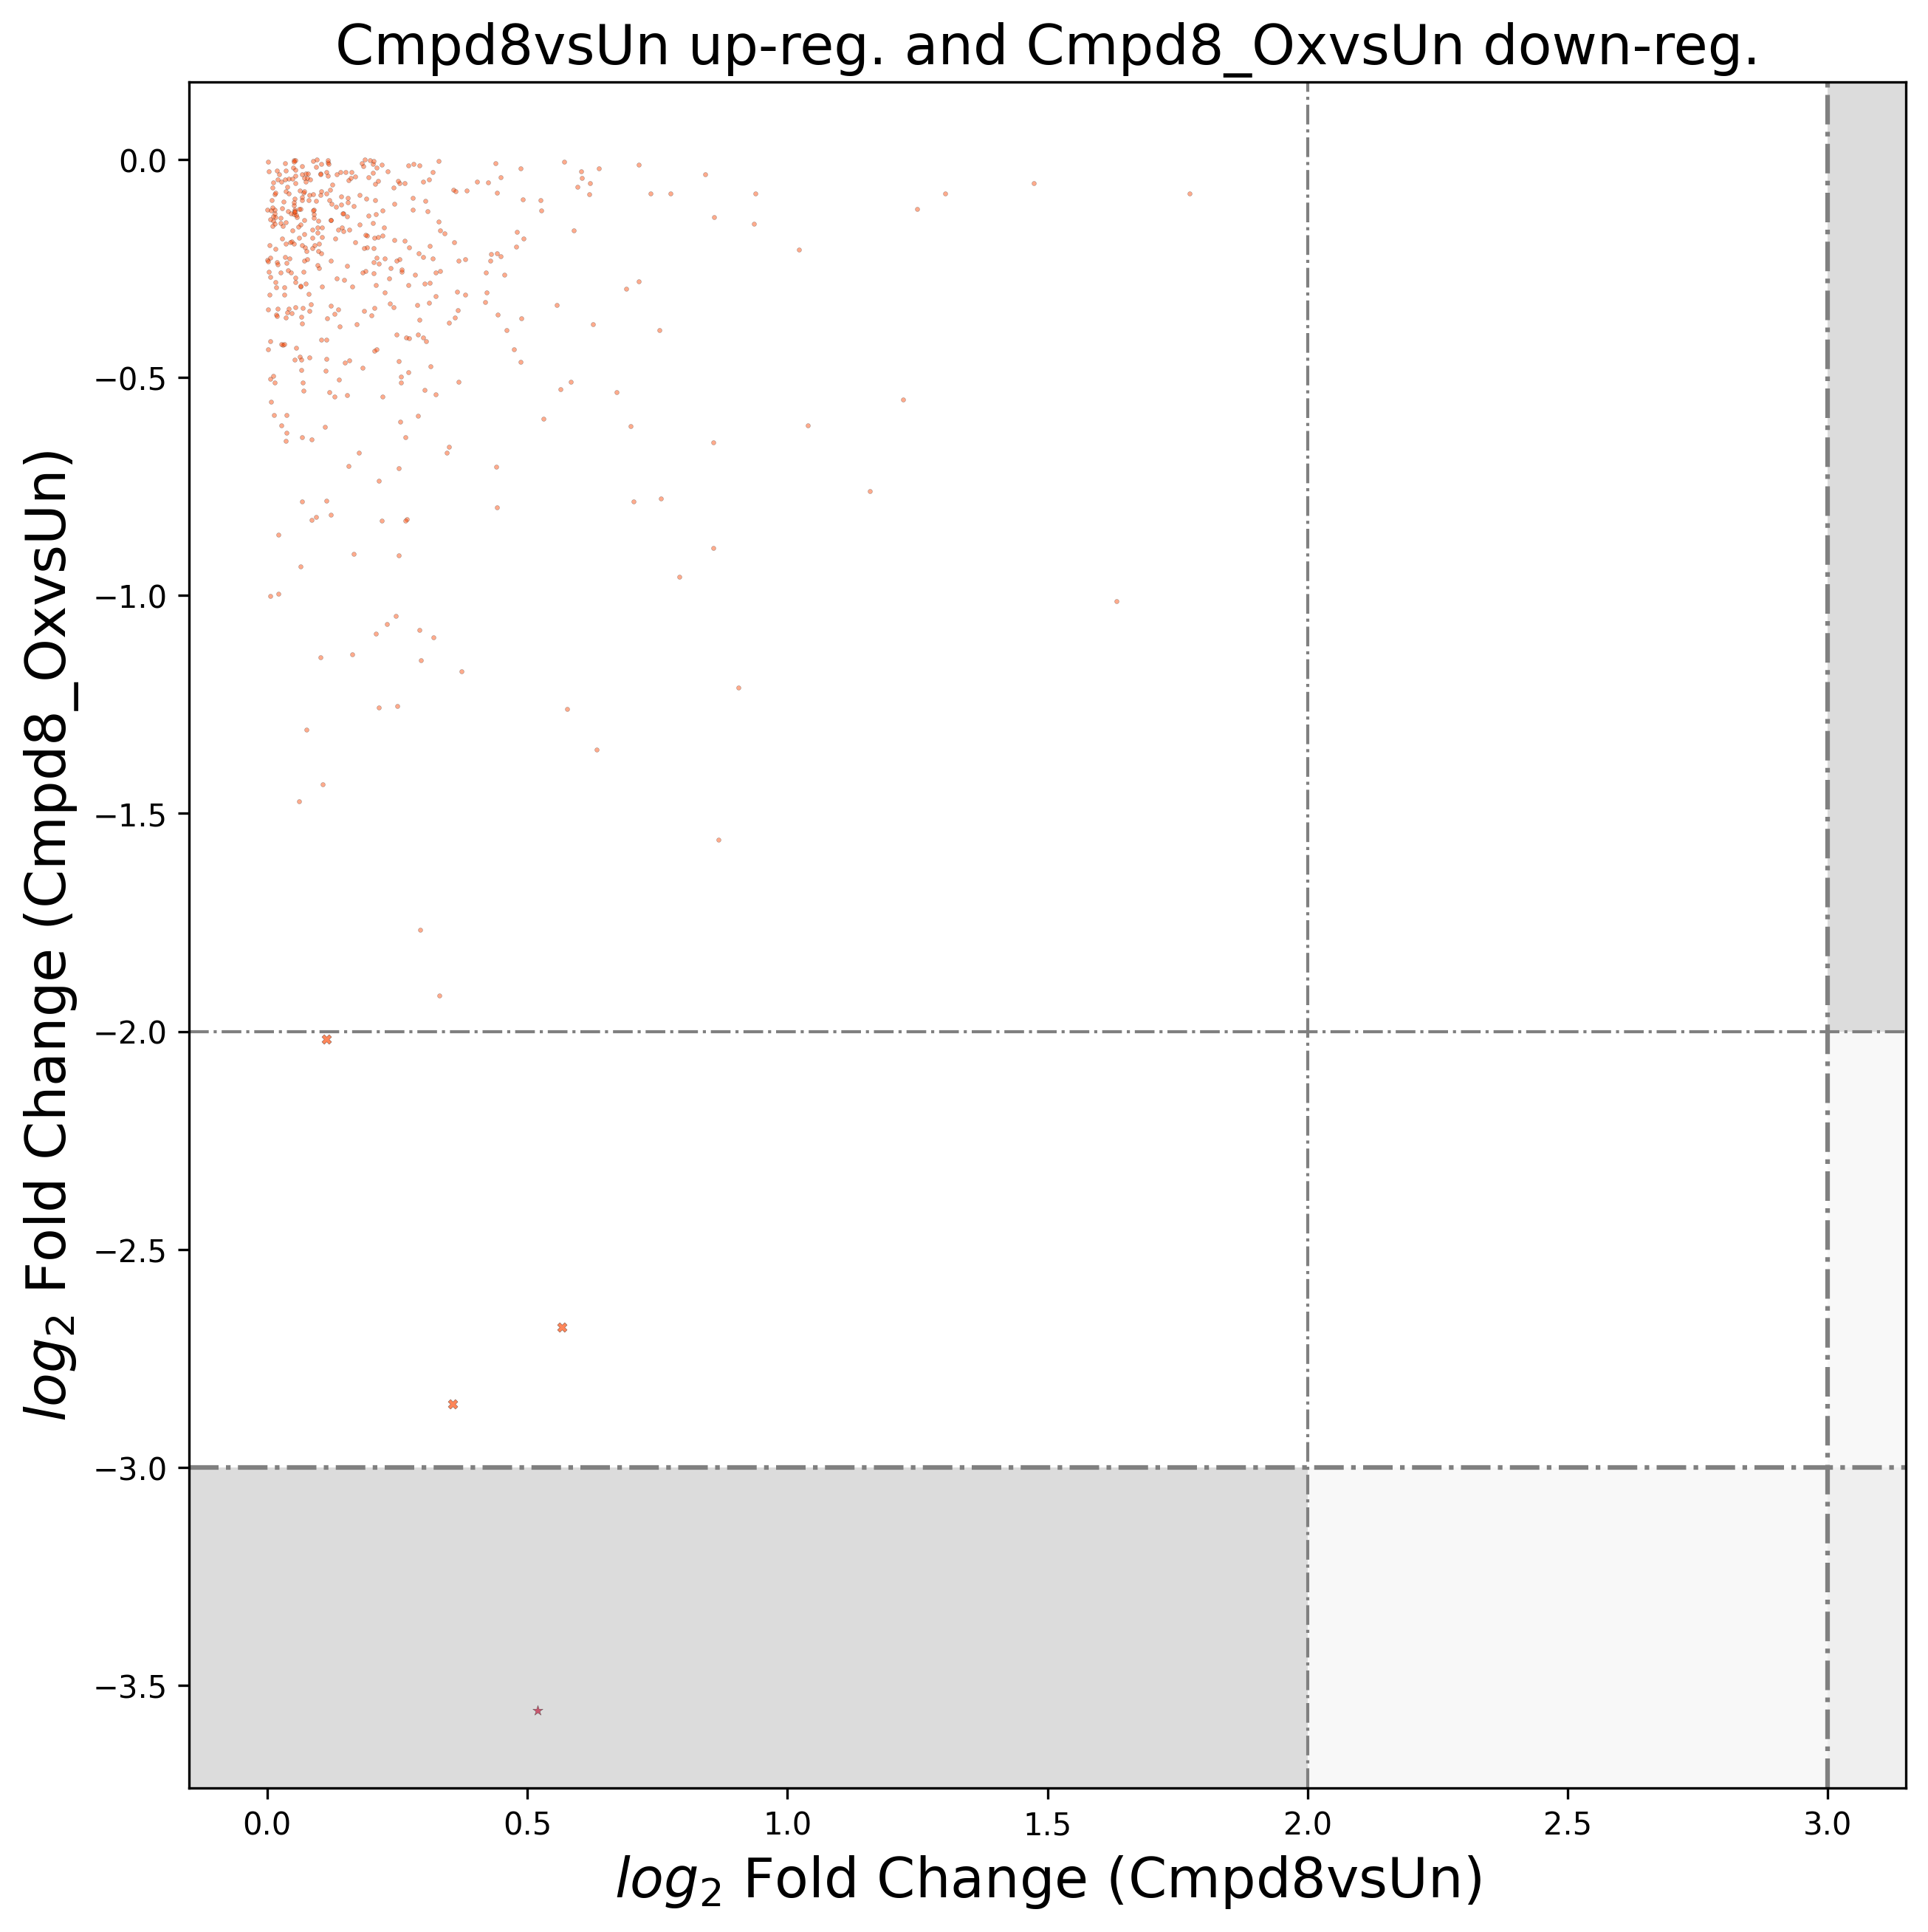 Cmpd8vsUn up-reg. and Cmpd8_OxvsUn down-reg.
log2 Fold Change (Cmpd8_OxvsUn)
0.0
−0.5
−1.0
−1.5
−2.0
−2.5
−3.0
−3.5
0.0 0.5 1.0 1.5 2.0 2.5 3.0
log2 Fold Change (Cmpd8vsUn)